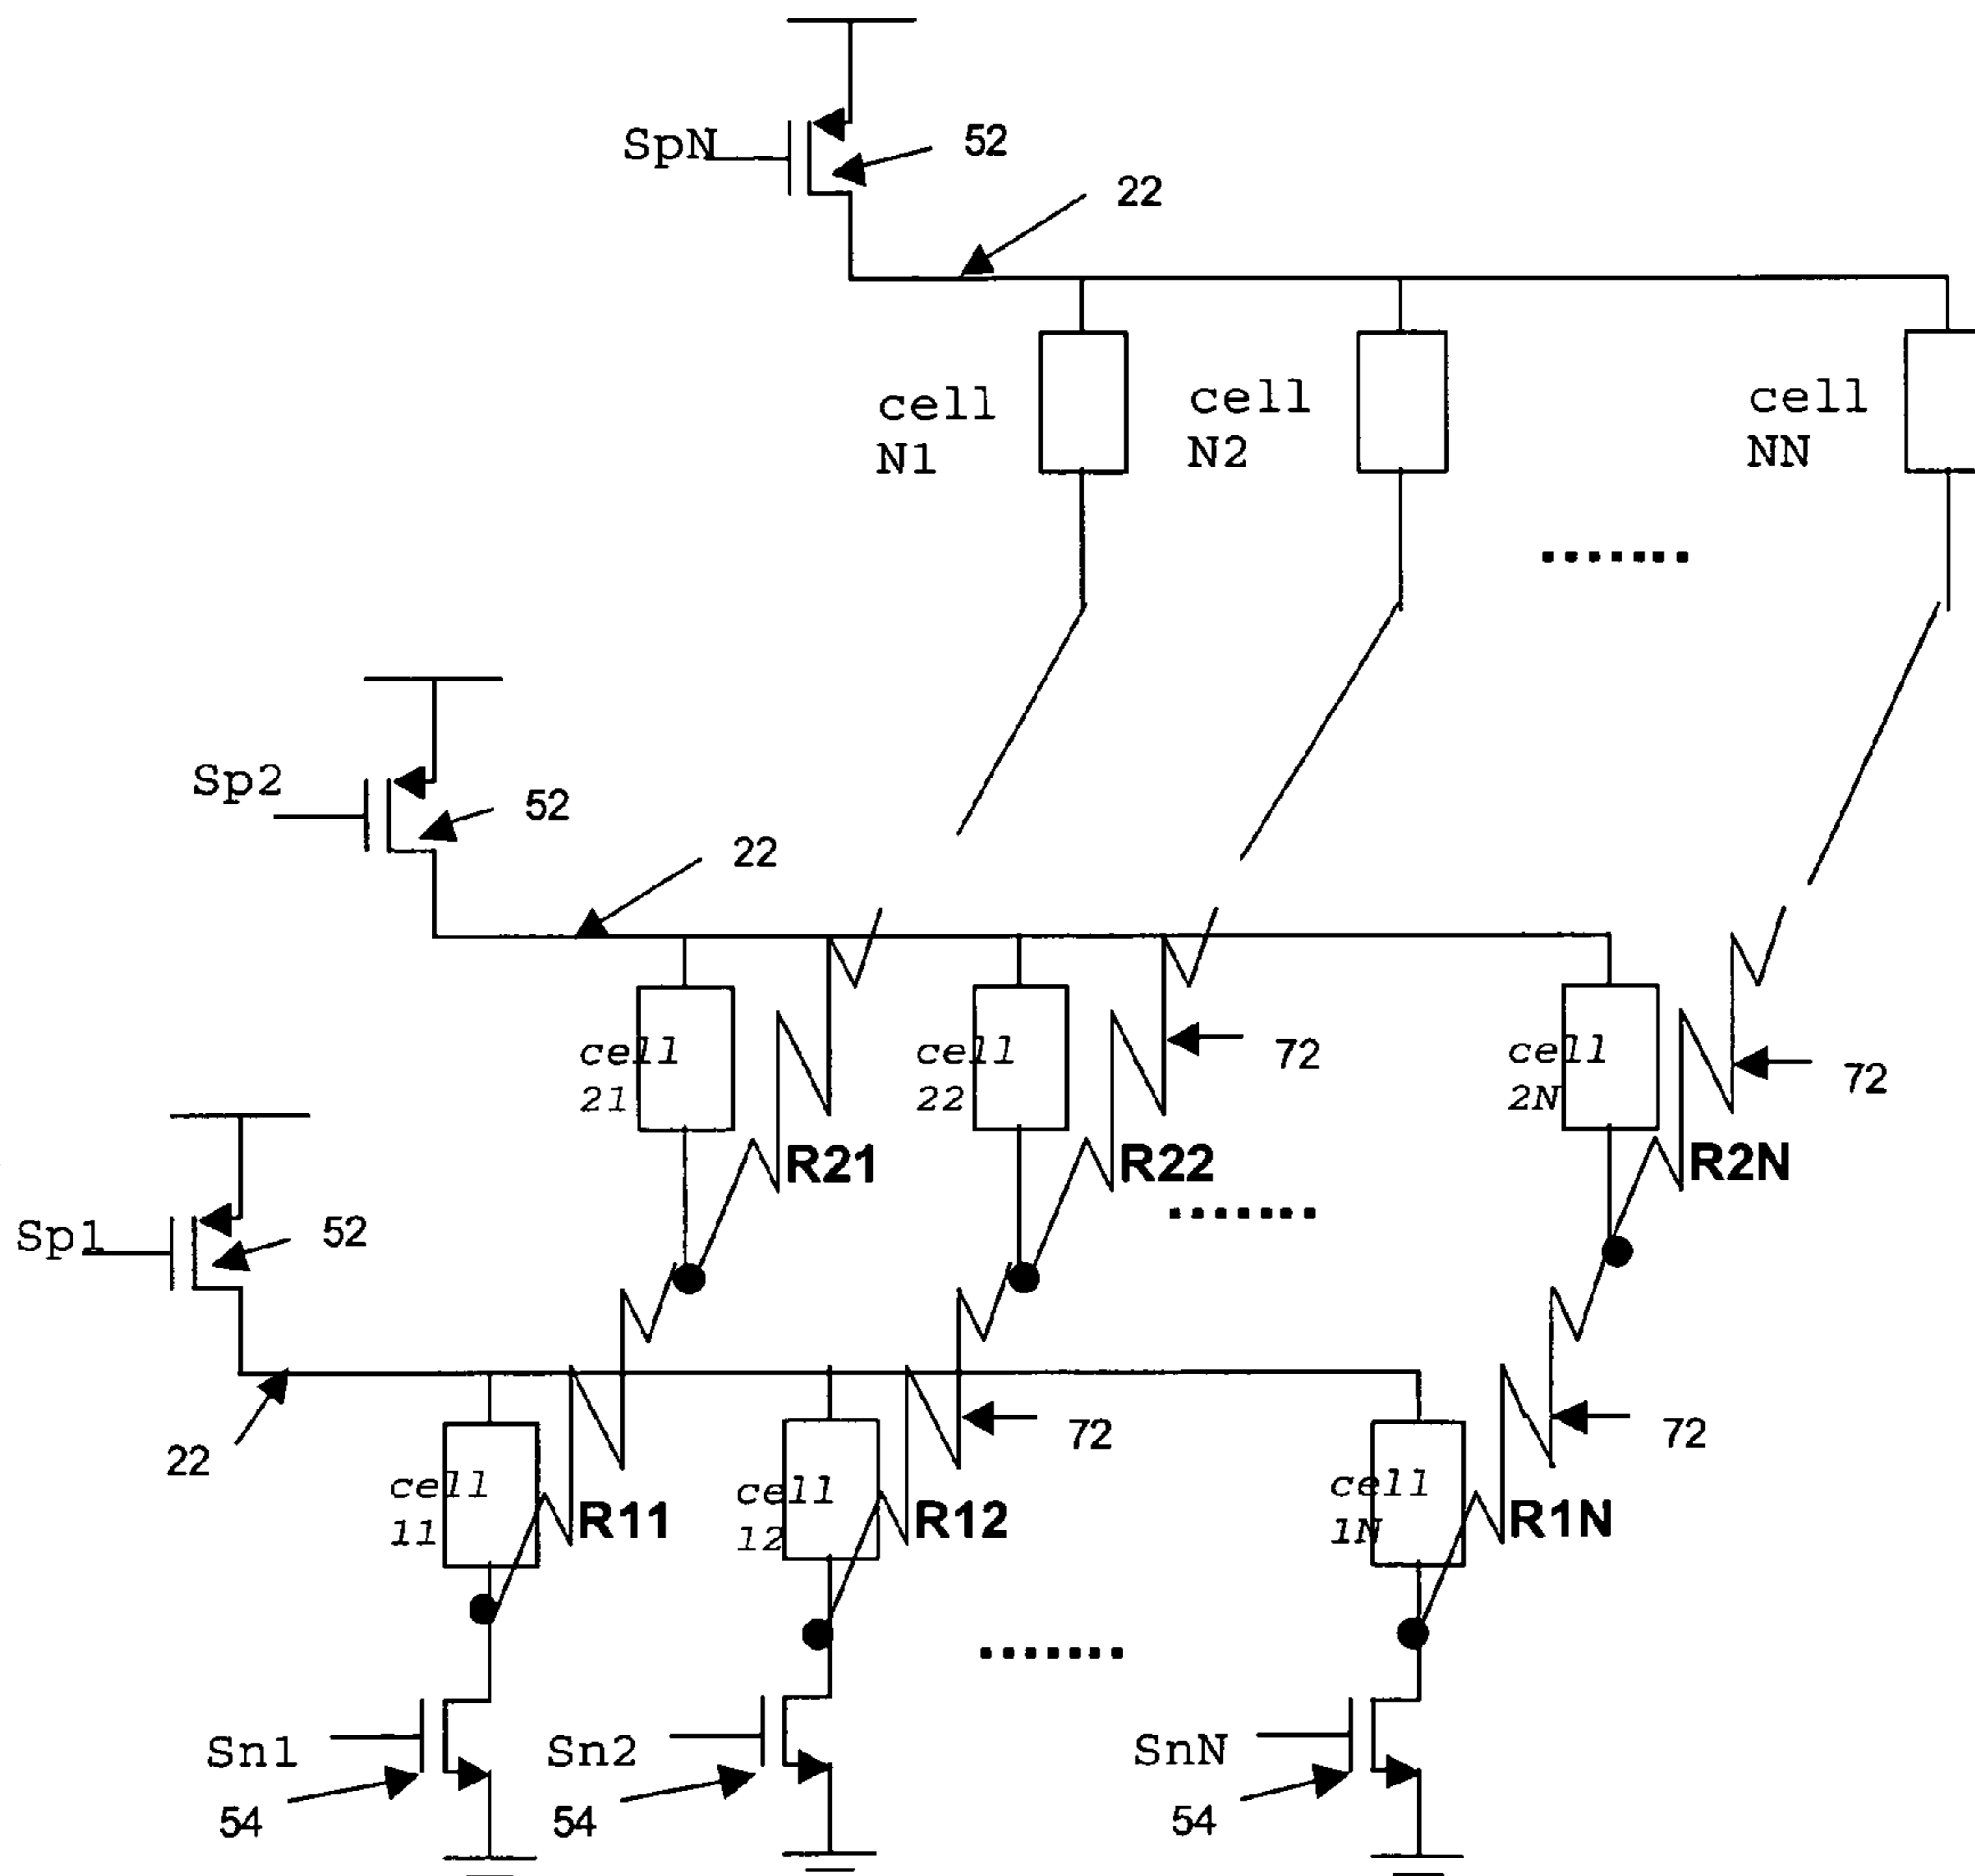 SpN
52
22
cell
N1
cell
N2
cell
NN
.......
Sp2
52
22
cell
21
cell
22
72
cell
2N
72
R21
R22
R2N
.......
Sp1
52
22
cell
11
cell
12
72
cell
1N
72
R11
R12
R1N
.......
Sn1
Sn2
SnN
54
54
54